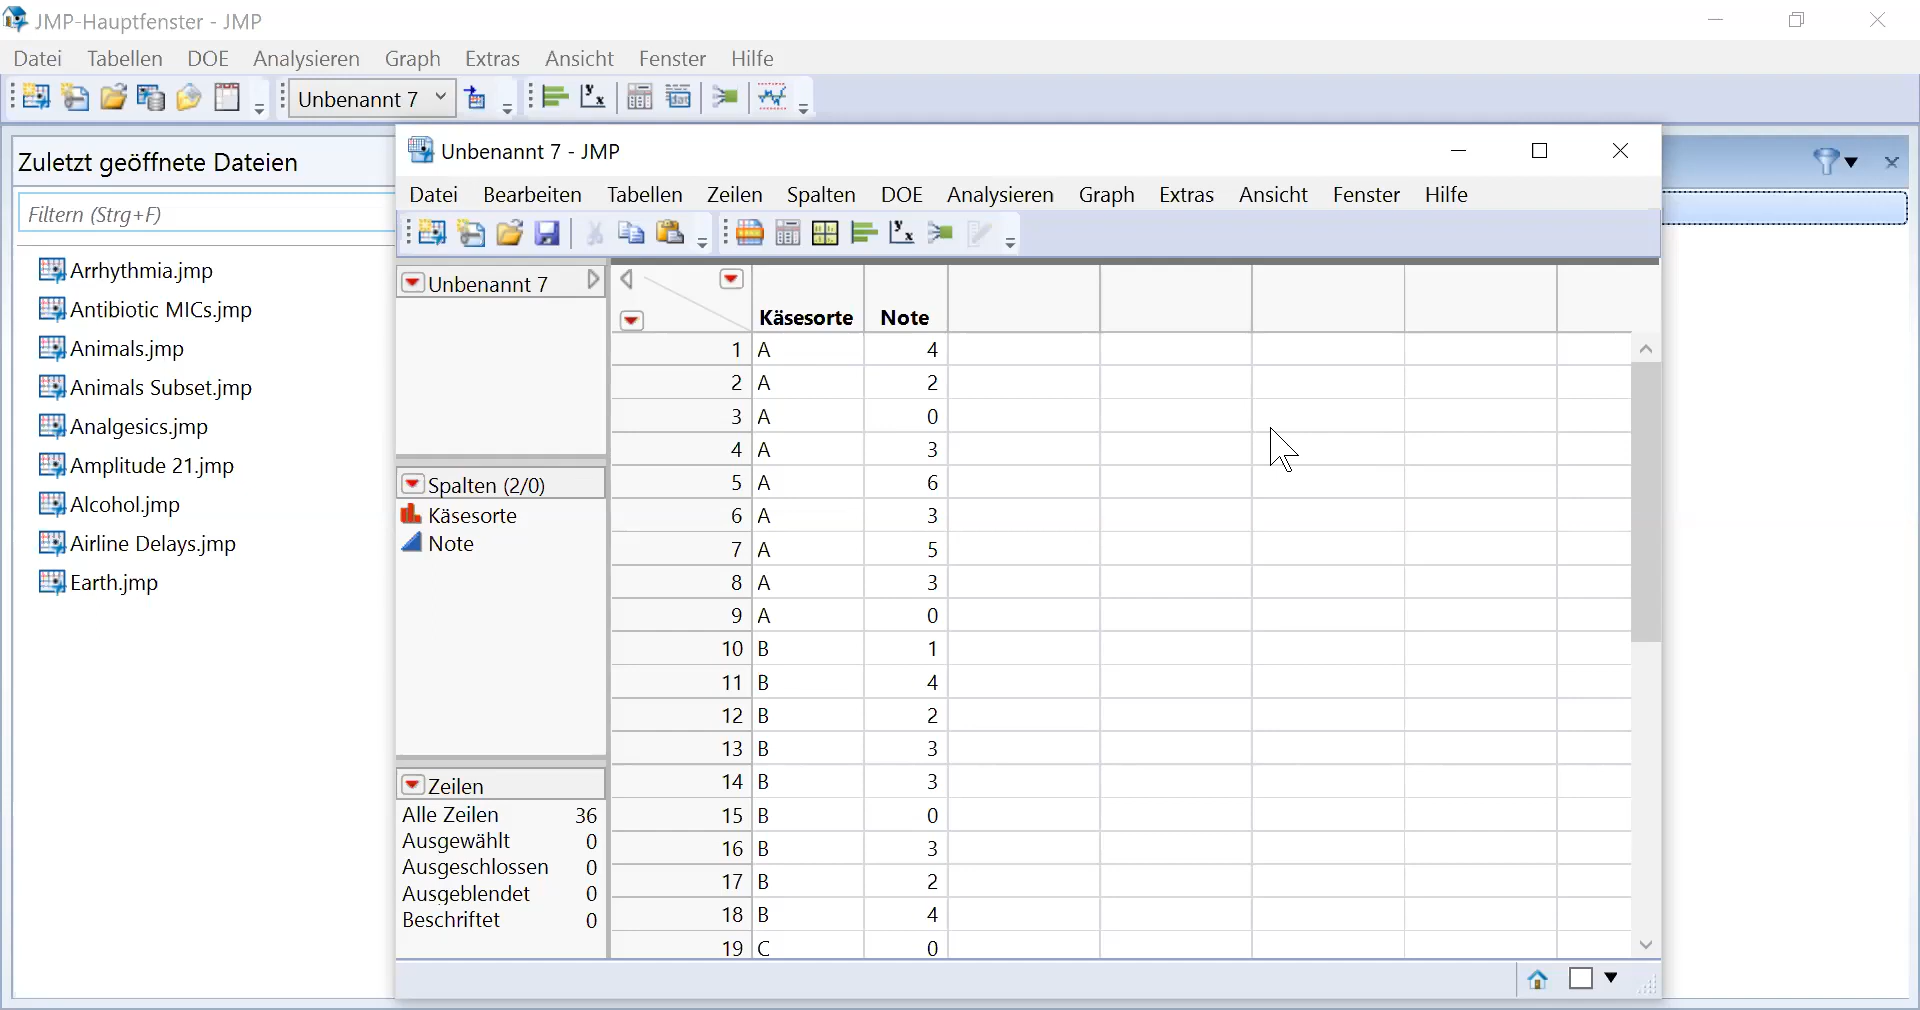 JMP-Hauptfenster - JMP
Datei Tabellen DOE Analysieren Graph Extras Ansicht Fenster Hilfe
Unbenannt 7
Zuletzt geöffnete Dateien
Filtern (Strg+F)
Arrhythmia.jmp
Antibiotic MICs.jmp
Animals.jmp
Animals Subset.jmp
Analgesics.jmp
Amplitude 21.jmp
Alcohol.jmp
Airline Delays.jmp
Earth.jmp
Unbenannt 7 - JMP
Datei Bearbeiten Tabellen Zeilen Spalten DOE Analysieren Graph Extras Ansicht Fenster Hilfe
Unbenannt 7
Spalten (2/0)
Käsesorte
Note
Zeilen
Alle Zeilen 36
Ausgewählt 0
Ausgeschlossen 0
Ausgeblendet 0
Beschriftet 0
Käsesorte Note
1 A 4
2 A 2
3 A 0
4 A 3
5 A 6
6 A 3
7 A 5
8 A 3
9 A 0
10 B 1
11 B 4
12 B 2
13 B 3
14 B 3
15 B 0
16 B 3
17 B 2
18 B 4
19 C 0